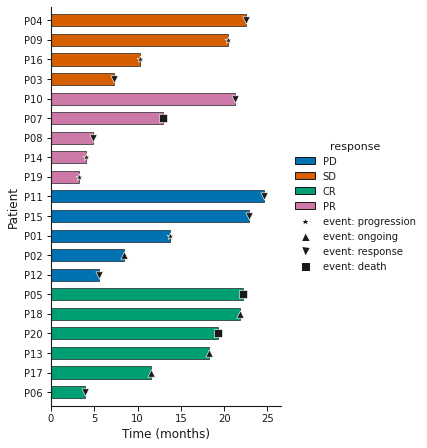 P04
P09
P16
P03
P10
P07
P08
P14
P19
P11
P15
P01
P02
P12
P05
P18
P20
P13
P17
P06
Patient
0 5 10 15 20 25
Time (months)
response
PD
SD
CR
PR
event: progression
event: ongoing
event: response
event: death